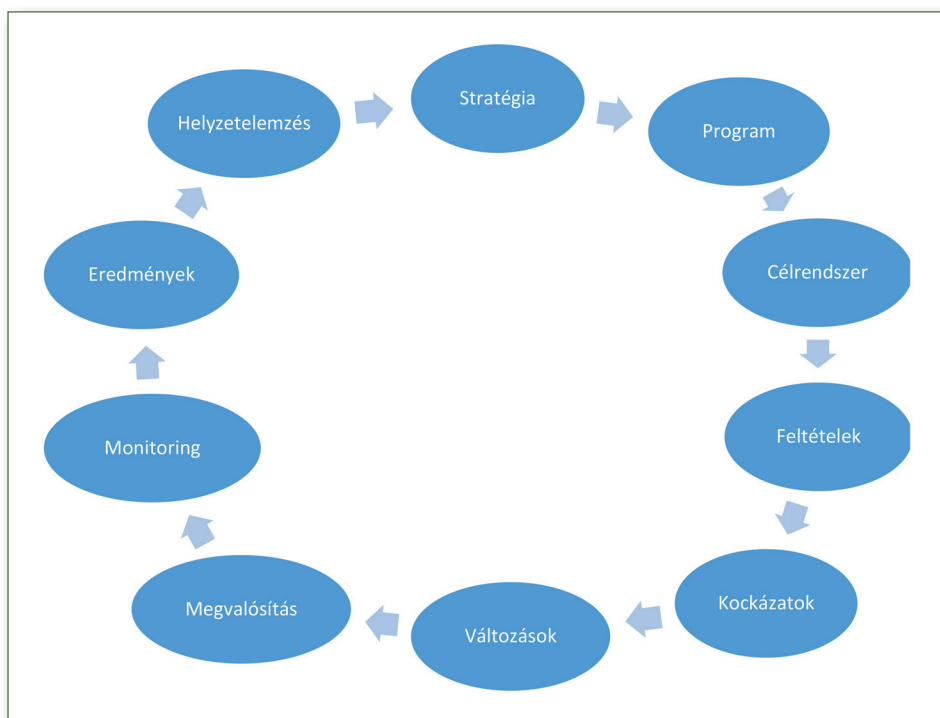 Stratégia
Program
Célrendszer
Feltételek
Kockázatok
Változások
Megvalósítás
Monitoring
Eredmények
Helyzetelemzés